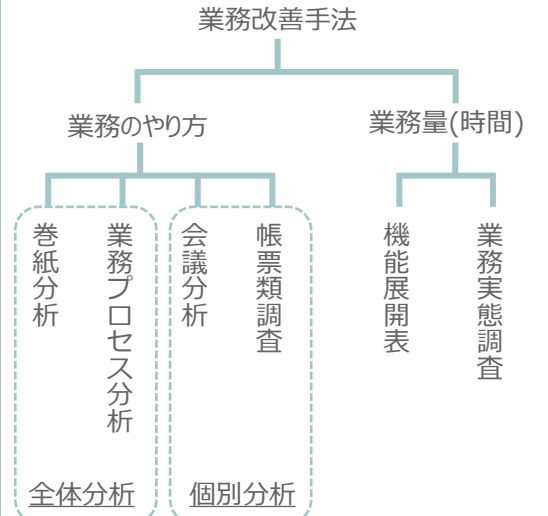 業務改善手法
業務のやり方
業務量(時間)
巻紙分析
業務プロセス分析
会議分析
帳票類調査
機能展開表
業務実態調査
全体分析
個別分析